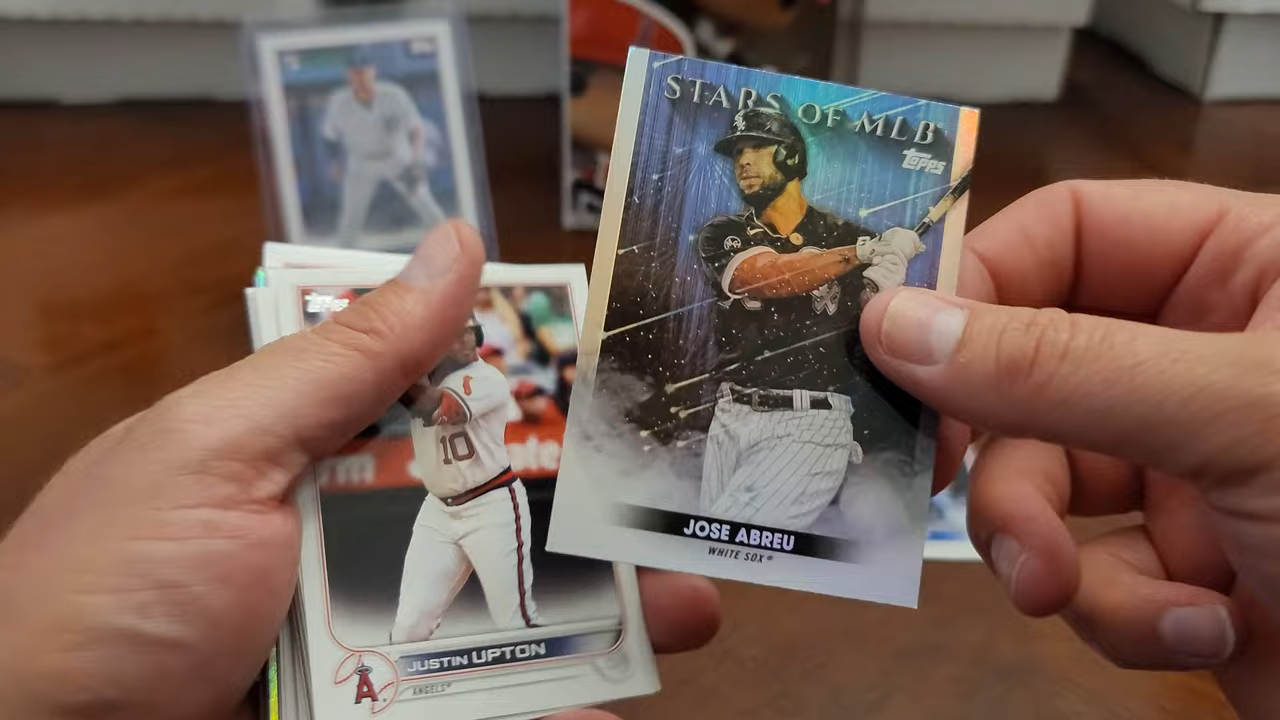 STARS OF MLB
Topps
JOSE ABREU
WHITE SOX
Topps
10
JUSTIN UPTON
A
ANGELS